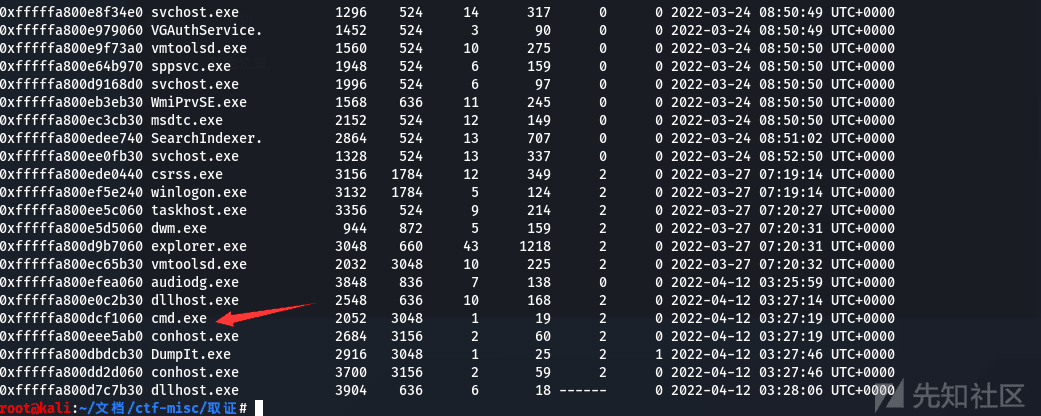 0xfffffa800e8f34e0 svchost.exe 1296 524 14 317 0 0 2022-03-24 08:50:49 UTC+0000
0xfffffa800e979060 VGAuthService. 1452 524 3 90 0 0 2022-03-24 08:50:49 UTC+0000
0xfffffa800e9f73a0 vmtoolsd.exe 1560 524 10 275 0 0 2022-03-24 08:50:50 UTC+0000
0xfffffa800e64b970 sppsvc.exe 1948 524 6 159 0 0 2022-03-24 08:50:50 UTC+0000
0xfffffa800d9168d0 svchost.exe 1996 524 6 97 0 0 2022-03-24 08:50:50 UTC+0000
0xfffffa800eb3eb30 WmiPrvSE.exe 1568 636 11 245 0 0 2022-03-24 08:50:50 UTC+0000
0xfffffa800ec3cb30 msdtc.exe 2152 524 12 149 0 0 2022-03-24 08:50:50 UTC+0000
0xfffffa800edee740 SearchIndexer. 2864 524 13 707 0 0 2022-03-24 08:51:02 UTC+0000
0xfffffa800ee0fb30 svchost.exe 1328 524 13 337 0 0 2022-03-24 08:52:50 UTC+0000
0xfffffa800ede0440 csrss.exe 3156 1784 12 349 2 0 2022-03-27 07:19:14 UTC+0000
0xfffffa800ef5e240 winlogon.exe 3132 1784 5 124 2 0 2022-03-27 07:19:14 UTC+0000
0xfffffa800ee5c060 taskhost.exe 3356 524 9 214 2 0 2022-03-27 07:20:27 UTC+0000
0xfffffa800e5d5060 dwm.exe 944 872 5 159 2 0 2022-03-27 07:20:31 UTC+0000
0xfffffa800d9b7060 explorer.exe 3048 660 43 1218 2 0 2022-03-27 07:20:31 UTC+0000
0xfffffa800ec65b30 vmtoolsd.exe 2032 3048 10 225 2 0 2022-03-27 07:20:32 UTC+0000
0xfffffa800efea060 audiodg.exe 3848 836 7 138 0 0 2022-04-12 03:25:59 UTC+0000
0xfffffa800e0c2b30 dllhost.exe 2548 636 10 168 2 0 2022-04-12 03:27:14 UTC+0000
0xfffffa800dcf1060 cmd.exe 2052 3048 1 19 2 0 2022-04-12 03:27:19 UTC+0000
0xfffffa800eee5ab0 conhost.exe 2684 3156 2 60 2 0 2022-04-12 03:27:19 UTC+0000
0xfffffa800dbdcb30 DumpIt.exe 2916 3048 1 25 2 1 2022-04-12 03:27:46 UTC+0000
0xfffffa800dd2d060 conhost.exe 3700 3156 2 59 2 0 2022-04-12 03:27:46 UTC+0000
0xfffffa800d7c7b30 dllhost.exe 3904 636 6 18 ------ 0 2022-04-12 03:28:06 UTC+0000
root@kali:~/文档/ctf-misc/取证#
先知社区